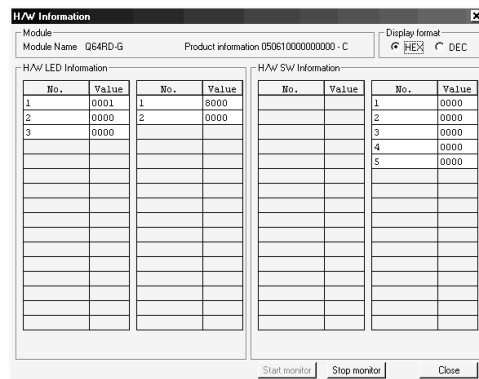 H/W Information
Module
Module Name Q64RD-G Product information 050610000000000 - C
Display format
HEX DEC
H/W LED Information
No. Value No. Value
1 0001 1 8000
2 0000 2 0000
3 0000
H/W SW Information
No. Value No. Value
1 0000
2 0000
3 0000
4 0000
5 0000
Start monitor Stop monitor Close